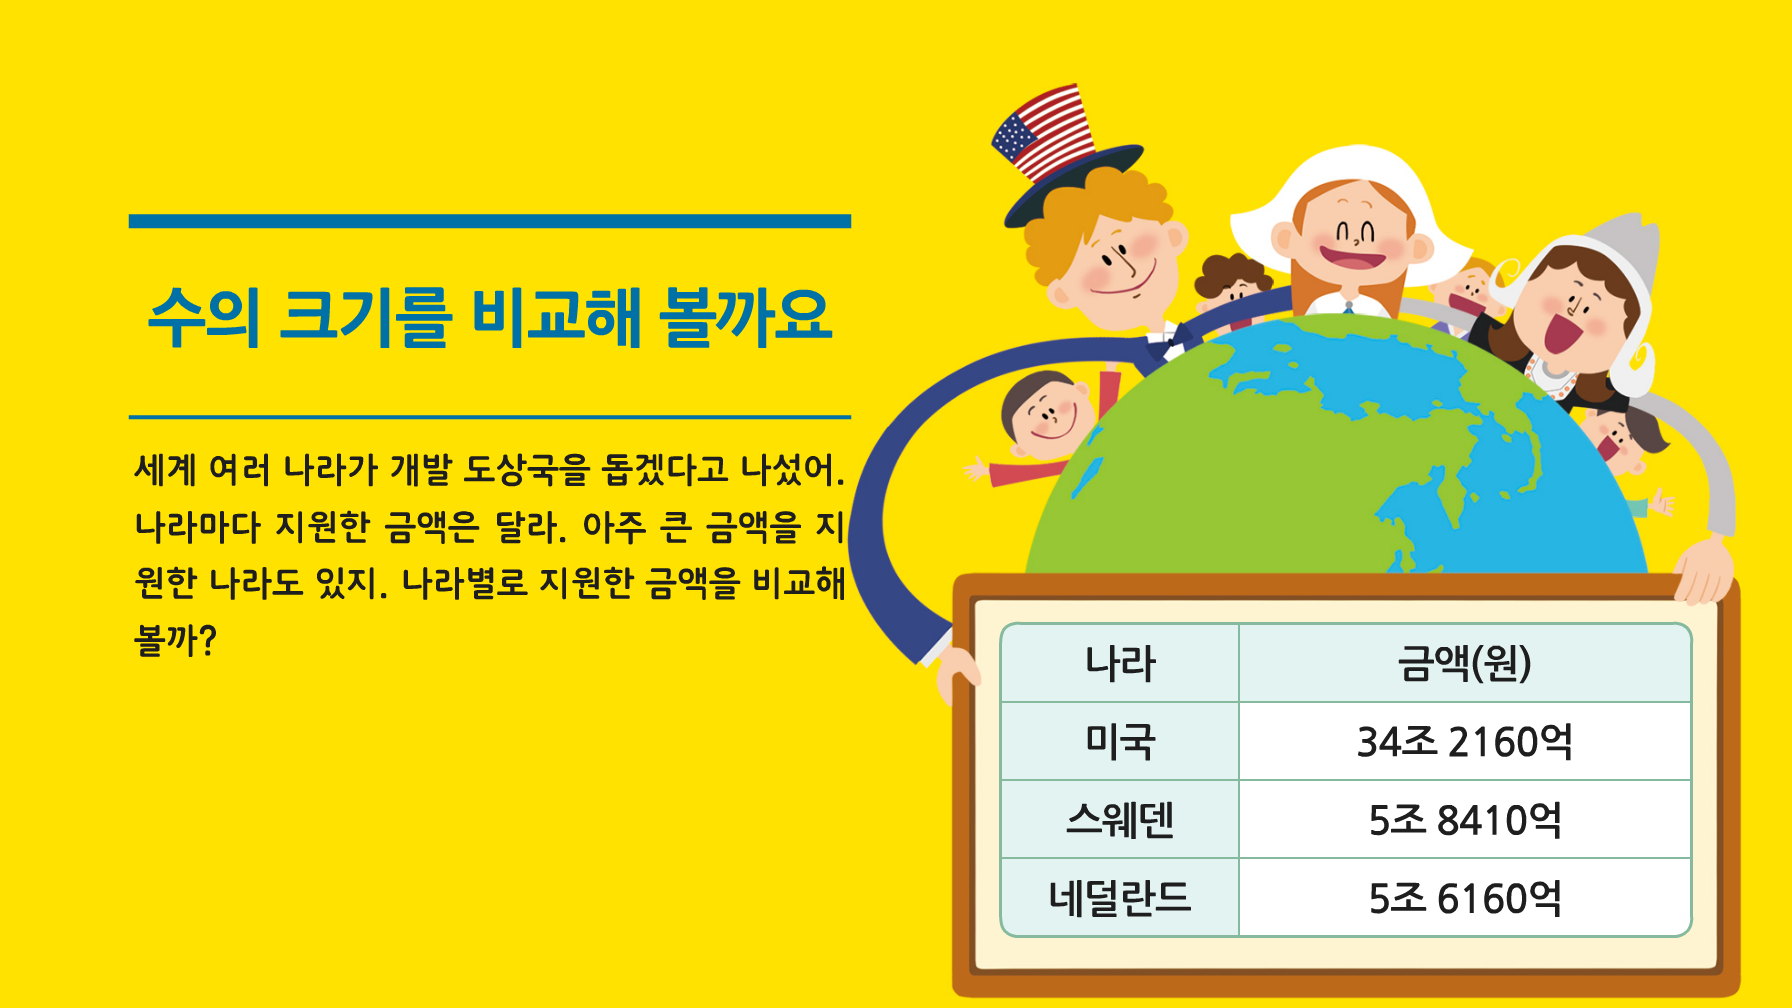 수의 크기를 비교해 볼까요
세계 여러 나라가 개발 도상국을 돕겠다고 나섰어.
나라마다 지원한 금액은 달라. 아주 큰 금액을 지
원한 나라도 있지. 나라별로 지원한 금액을 비교해
볼까?
나라 금액(원)
미국 34조 2160억
스웨덴 5조 8410억
네덜란드 5조 6160억